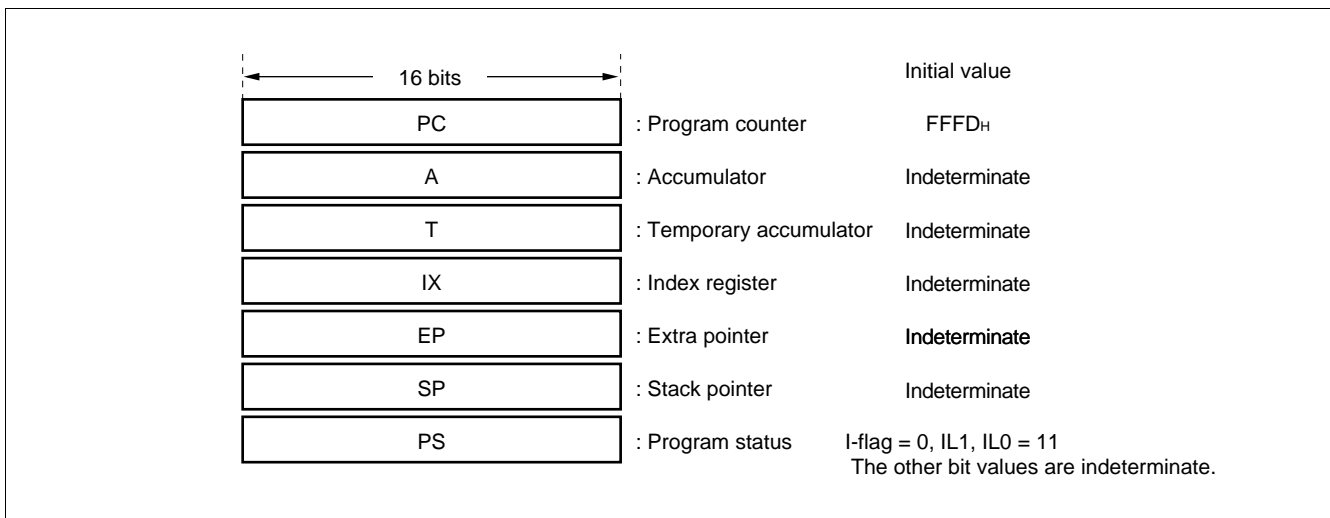 16 bits Initial value
PC : Program counter FFFDH
A : Accumulator Indeterminate
T : Temporary accumulator Indeterminate
IX : Index register Indeterminate
EP : Extra pointer Indeterminate
SP : Stack pointer Indeterminate
PS : Program status I-flag = 0, IL1, IL0 = 11
The other bit values are indeterminate.